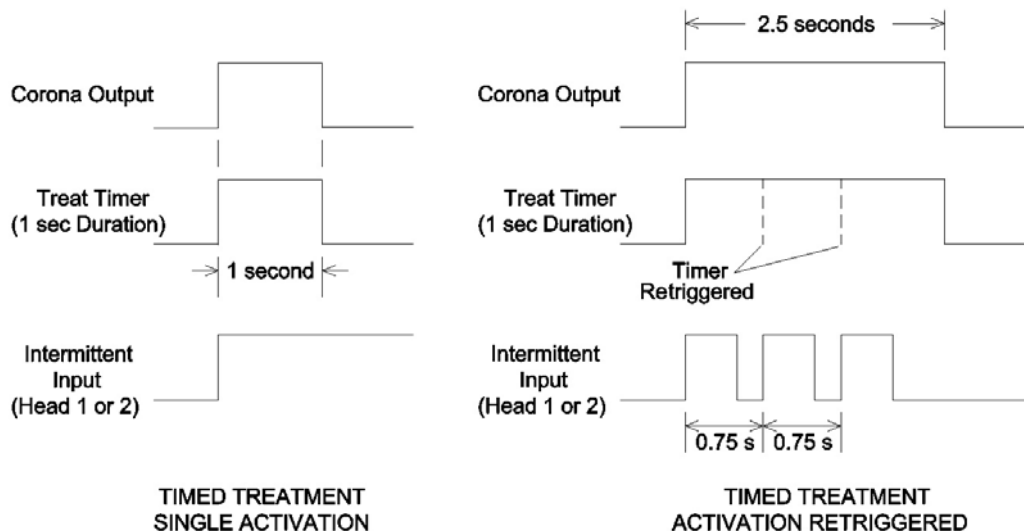 Corona Output
Treat Timer
(1 sec Duration)
1 second
Intermittent
Input
(Head 1 or 2)
TIMED TREATMENT
SINGLE ACTIVATION
2.5 seconds
Corona Output
Treat Timer
(1 sec Duration)
Timer
Retriggered
Intermittent
Input
(Head 1 or 2)
0.75 s
0.75 s
TIMED TREATMENT
ACTIVATION RETRIGGERED